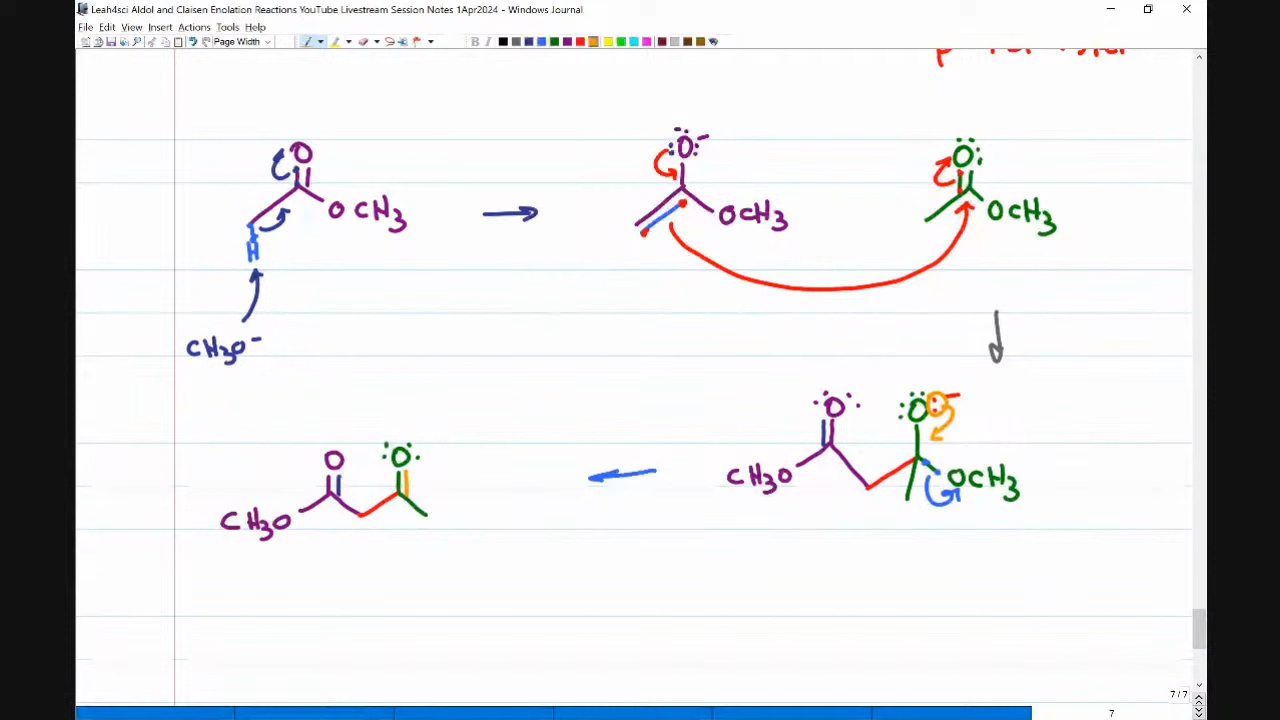 Leah4sci Aldol and Claisen Enolation Reactions YouTube Livestream Session Notes 1Apr2024 - Windows Journal
File Edit View Insert Actions Tools Help
Page Width
B I
O
O CH3
H
CH3O-
O-
OCH3
O
OCH3
O
CH3O
O-
OCH3
O
CH3O
O
7/7
7